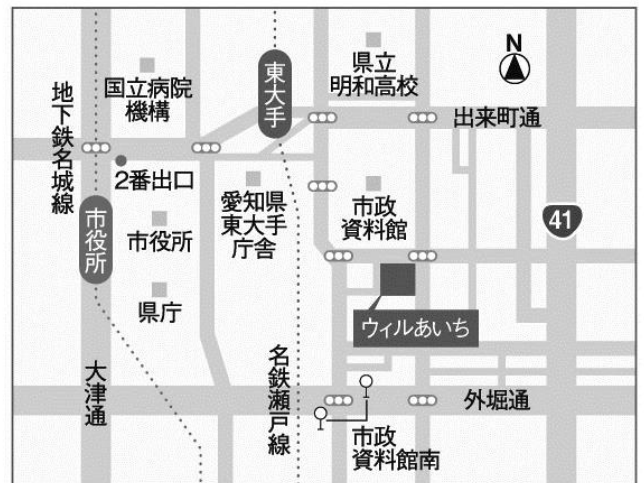 N
国立病院
機構
東大手
県立
明和高校
地下鉄名城線
出来町通
2番出口
市役所
市役所
愛知県
東大手
庁舎
市政
資料館
41
県庁
ウィルあいち
大津通
名鉄瀬戸線
外堀通
市政
資料館南